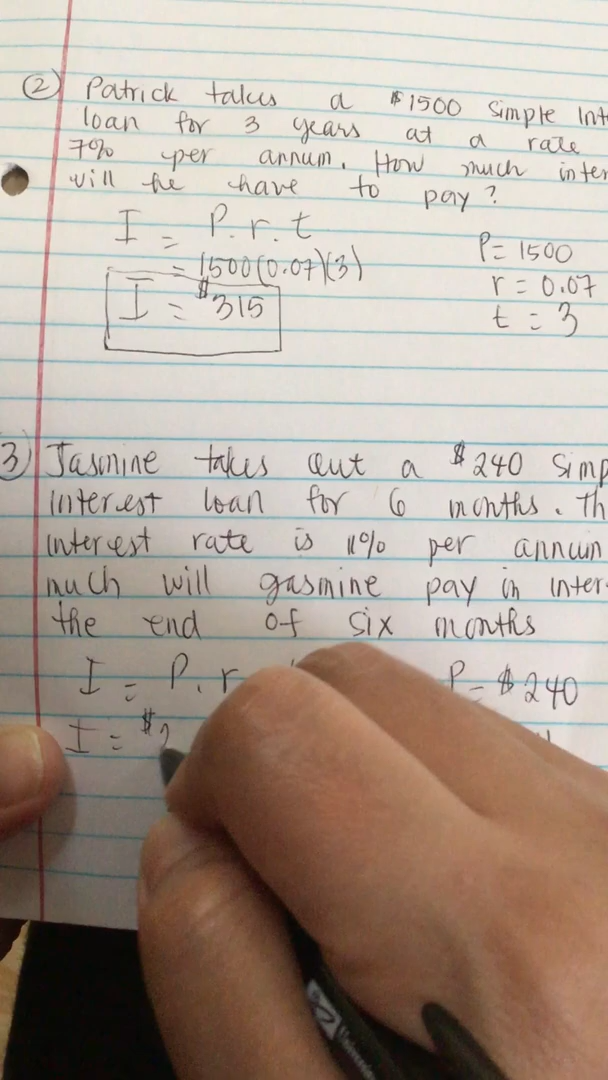 ② Patrick takes a $1500 Simple Int
loan for 3 years at a rate
7% per annum. How much inter
will he have to pay?
I = P.r.t
= 1500(0.07)(3)
I = $315
P = 1500
r = 0.07
t = 3
3) Jasmine takes out a $240 Simp
interest loan for 6 months. Th
interest rate is 11% per annum
much will gasmine pay in inter
the end of six months
I = P.r
P = $240
I = $2